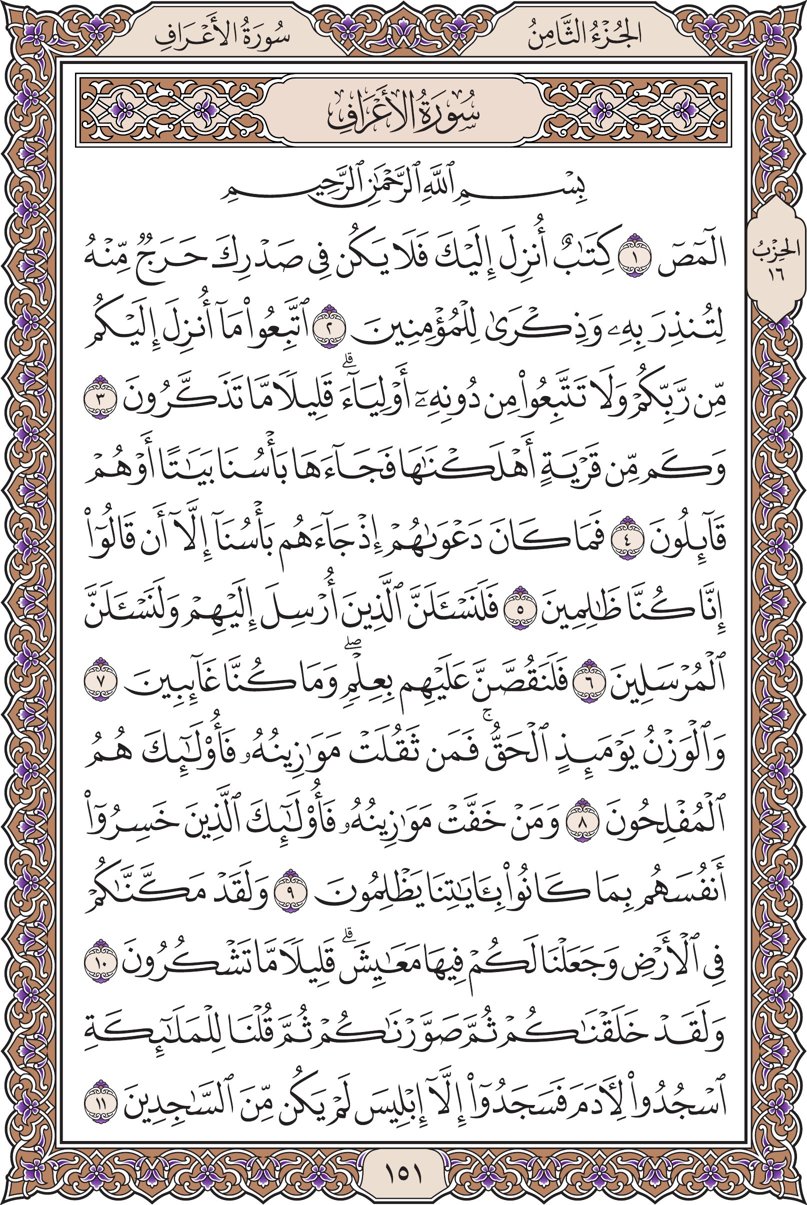 الجُزْءُ الثَّامِنُ
سُورَةُ الأَعْرَافِ
سُورَةُ الأَعْرَافِ
بِسْمِ ٱللَّهِ ٱلرَّحْمَٰنِ ٱلرَّحِيمِ
الحِزْبُ
١٦
الٓمٓصٓ ١ كِتَٰبٌ أُنزِلَ إِلَيْكَ فَلَا يَكُن فِى صَدْرِكَ حَرَجٌ مِّنْهُ
لِتُنذِرَ بِهِۦ وَذِكْرَىٰ لِلْمُؤْمِنِينَ ٢ ٱتَّبِعُوا۟ مَآ أُنزِلَ إِلَيْكُم
مِّن رَّبِّكُمْ وَلَا تَتَّبِعُوا۟ مِن دُونِهِۦٓ أَوْلِيَآءَ ۗ قَلِيلًا مَّا تَذَكَّرُونَ ٣
وَكَم مِّن قَرْيَةٍ أَهْلَكْنَٰهَا فَجَآءَهَا بَأْسُنَا بَيَٰتًا أَوْ هُمْ
قَآئِلُونَ ٤ فَمَا كَانَ دَعْوَىٰهُمْ إِذْ جَآءَهُم بَأْسُنَآ إِلَّآ أَن قَالُوٓا۟
إِنَّا كُنَّا ظَٰلِمِينَ ٥ فَلَنَسْـَٔلَنَّ ٱلَّذِينَ أُرْسِلَ إِلَيْهِمْ وَلَنَسْـَٔلَنَّ
ٱلْمُرْسَلِينَ ٦ فَلَنَقُصَّنَّ عَلَيْهِم بِعِلْمٍ ۖ وَمَا كُنَّا غَآئِبِينَ ٧
وَٱلْوَزْنُ يَوْمَئِذٍ ٱلْحَقُّ ۚ فَمَن ثَقُلَتْ مَوَٰزِينُهُۥ فَأُو۟لَٰٓئِكَ هُمُ
ٱلْمُفْلِحُونَ ٨ وَمَنْ خَفَّتْ مَوَٰزِينُهُۥ فَأُو۟لَٰٓئِكَ ٱلَّذِينَ خَسِرُوٓا۟
أَنفُسَهُم بِمَا كَانُوا۟ بِـَٔايَٰتِنَا يَظْلِمُونَ ٩ وَلَقَدْ مَكَّنَّٰكُمْ
فِى ٱلْأَرْضِ وَجَعَلْنَا لَكُمْ فِيهَا مَعَٰيِشَ ۗ قَلِيلًا مَّا تَشْكُرُونَ ١٠
وَلَقَدْ خَلَقْنَٰكُمْ ثُمَّ صَوَّرْنَٰكُمْ ثُمَّ قُلْنَا لِلْمَلَٰٓئِكَةِ
ٱسْجُدُوا۟ لِـَٔادَمَ فَسَجَدُوٓا۟ إِلَّآ إِبْلِيسَ لَمْ يَكُن مِّنَ ٱلسَّٰجِدِينَ ١١
١٥١